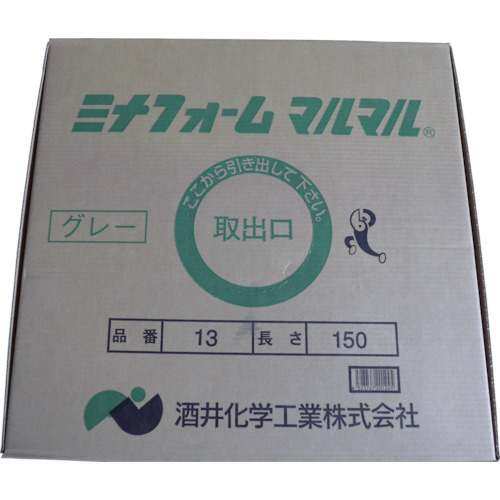 ミナフォーム マルマル®
ここから引き出して下さい。
グレー
取出口
品番 13 長さ 150
酒井化学工業株式会社